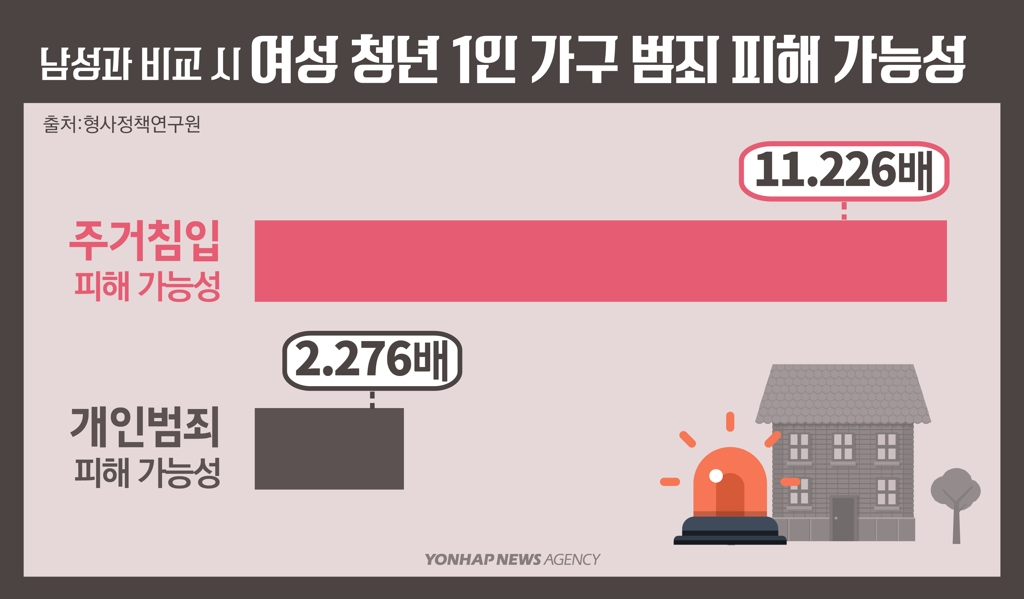 남성과 비교 시 여성 청년 1인 가구 범죄 피해 가능성
출처:형사정책연구원
11.226배
주거침입
피해 가능성
2.276배
개인범죄
피해 가능성
YONHAP NEWS AGENCY